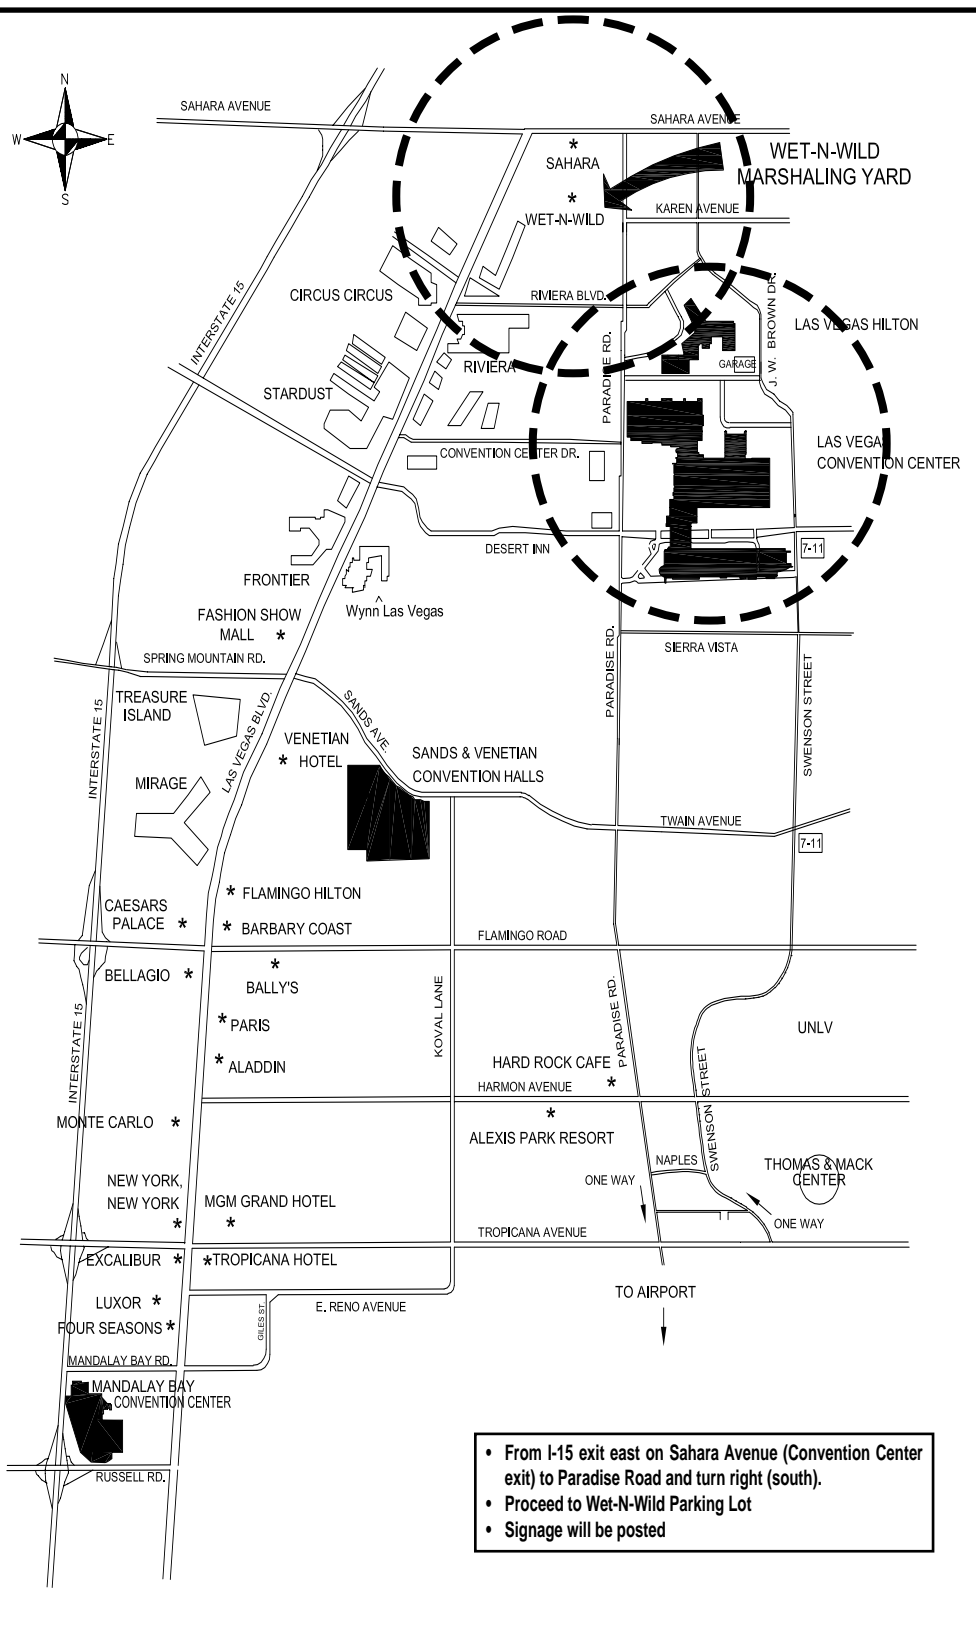 N
SAHARA AVENUE
SAHARA AVENUE
W
E
S
SAHARA
WET-N-WILD
MARSHALING YARD
WET-N-WILD
KAREN AVENUE
INTERSTATE 15
CIRCUS CIRCUS
RIVIERA BLVD.
J. W. BROWN DR.
LAS VEGAS HILTON
PARADISE RD.
RIVIERA
GARAGE
STARDUST
CONVENTION CENTER DR.
LAS VEGAS
CONVENTION CENTER
DESERT INN
7-11
FRONTIER
^
Wynn Las Vegas
FASHION SHOW
MALL
PARADISE RD.
SIERRA VISTA
SPRING MOUNTAIN RD.
SWENSON STREET
TREASURE
ISLAND
INTERSTATE 15
LAS VEGAS BLVD.
SANDS AVE.
VENETIAN
HOTEL
SANDS & VENETIAN
CONVENTION HALLS
MIRAGE
TWAIN AVENUE
7-11
FLAMINGO HILTON
CAESARS
PALACE
BARBARY COAST
FLAMINGO ROAD
BELLAGIO
BALLY'S
KOVAL LANE
PARADISE RD.
INTERSTATE 15
PARIS
UNLV
ALADDIN
HARD ROCK CAFE
SWENSON STREET
HARMON AVENUE
MONTE CARLO
ALEXIS PARK RESORT
NAPLES
THOMAS & MACK
CENTER
NEW YORK,
NEW YORK
MGM GRAND HOTEL
ONE WAY
ONE WAY
TROPICANA AVENUE
EXCALIBUR
TROPICANA HOTEL
TO AIRPORT
LUXOR
E. RENO AVENUE
GILES ST.
FOUR SEASONS
MANDALAY BAY RD.
MANDALAY BAY
CONVENTION CENTER
RUSSELL RD.
• From I-15 exit east on Sahara Avenue (Convention Center
exit) to Paradise Road and turn right (south).
• Proceed to Wet-N-Wild Parking Lot
• Signage will be posted